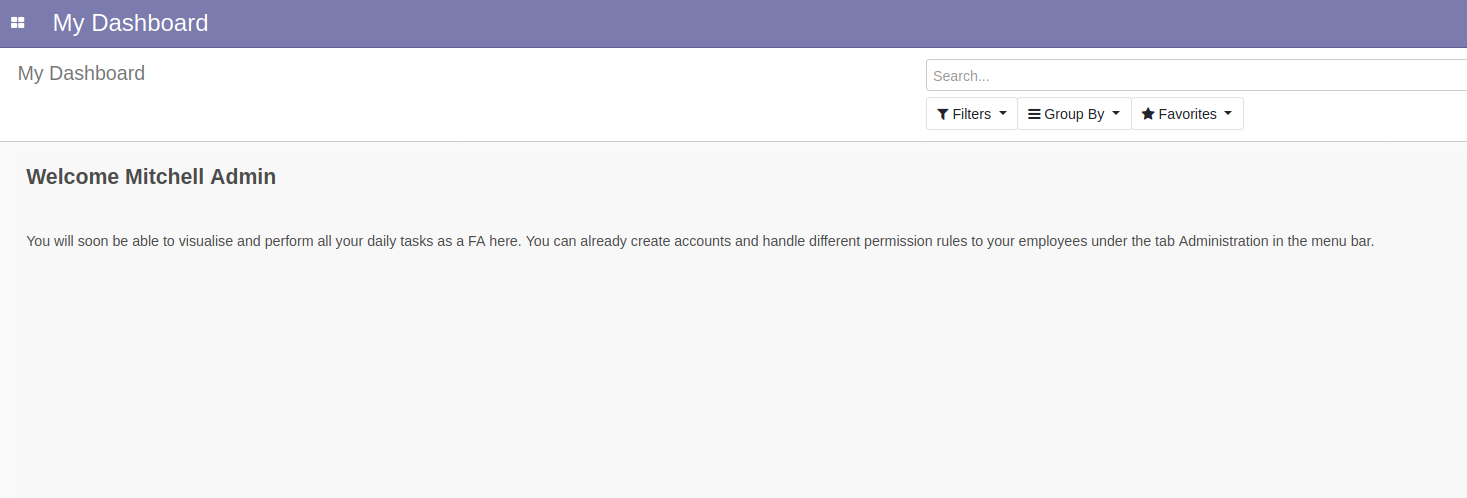 My Dashboard
My Dashboard
Search...
Filters
Group By
Favorites
Welcome Mitchell Admin
You will soon be able to visualise and perform all your daily tasks as a FA here. You can already create accounts and handle different permission rules to your employees under the tab Administration in the menu bar.